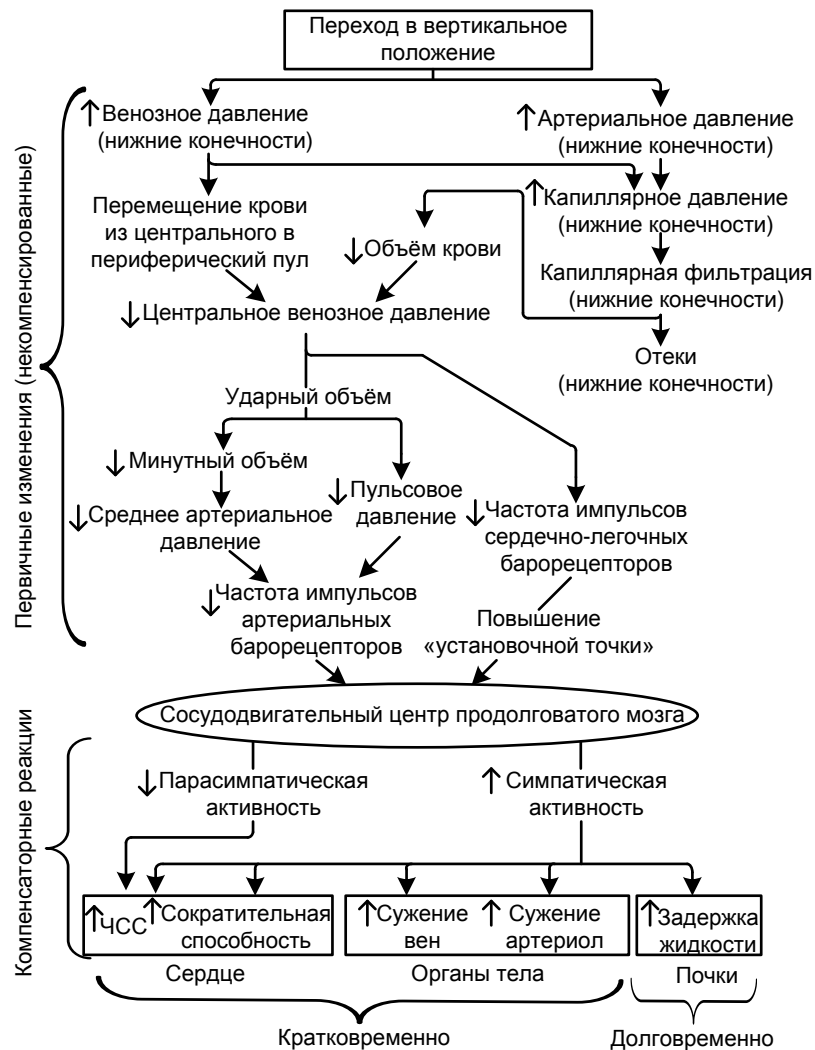 Переход в вертикальное
положение
↑Венозное давление
(нижние конечности)
↑Артериальное давление
(нижние конечности)
Перемещение крови
из центрального в
периферический пул
↑Капиллярное давление
(нижние конечности)
↓Объём крови
Капиллярная фильтрация
(нижние конечности)
↓Центральное венозное давление
Отеки
(нижние конечности)
Ударный объём
↓Минутный объём
↓Пульсовое
давление
↓Среднее артериальное
давление
↓Частота импульсов
сердечно-легочных
барорецепторов
↓Частота импульсов
артериальных
барорецепторов
Повышение
«установочной точки»
Первичные изменения (некомпенсированные)
Сосудодвигательный центр продолговатого мозга
Компенсаторные реакции
↓Парасимпатическая
активность
↑ Симпатическая
активность
↑ЧСС
↑Сократительная
способность
↑Сужение
вен
↑ Сужение
артериол
↑Задержка
жидкости
Сердце
Органы тела
Почки
Кратковременно
Долговременно